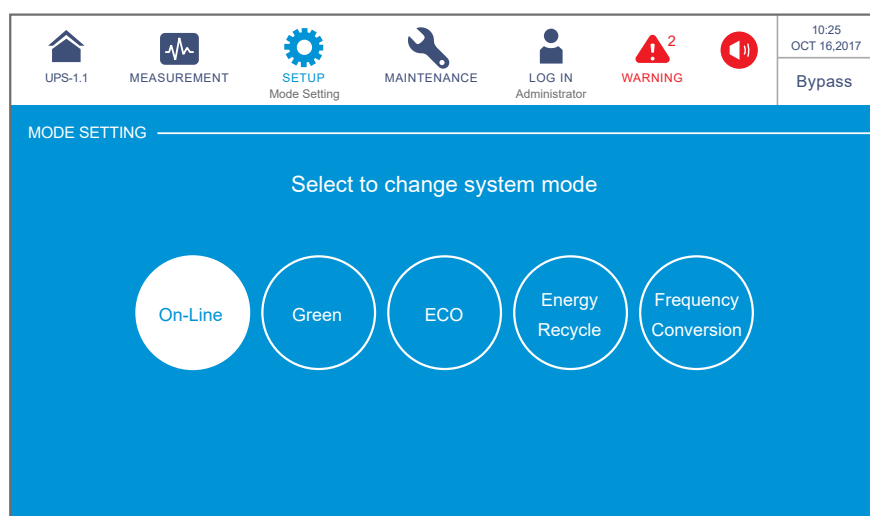 UPS-1.1
MEASUREMENT
SETUP
Mode Setting
MAINTENANCE
LOG IN
Administrator
2
WARNING
10:25
OCT 16,2017
Bypass
MODE SETTING
Select to change system mode
On-Line
Green
ECO
Energy
Recycle
Frequency
Conversion